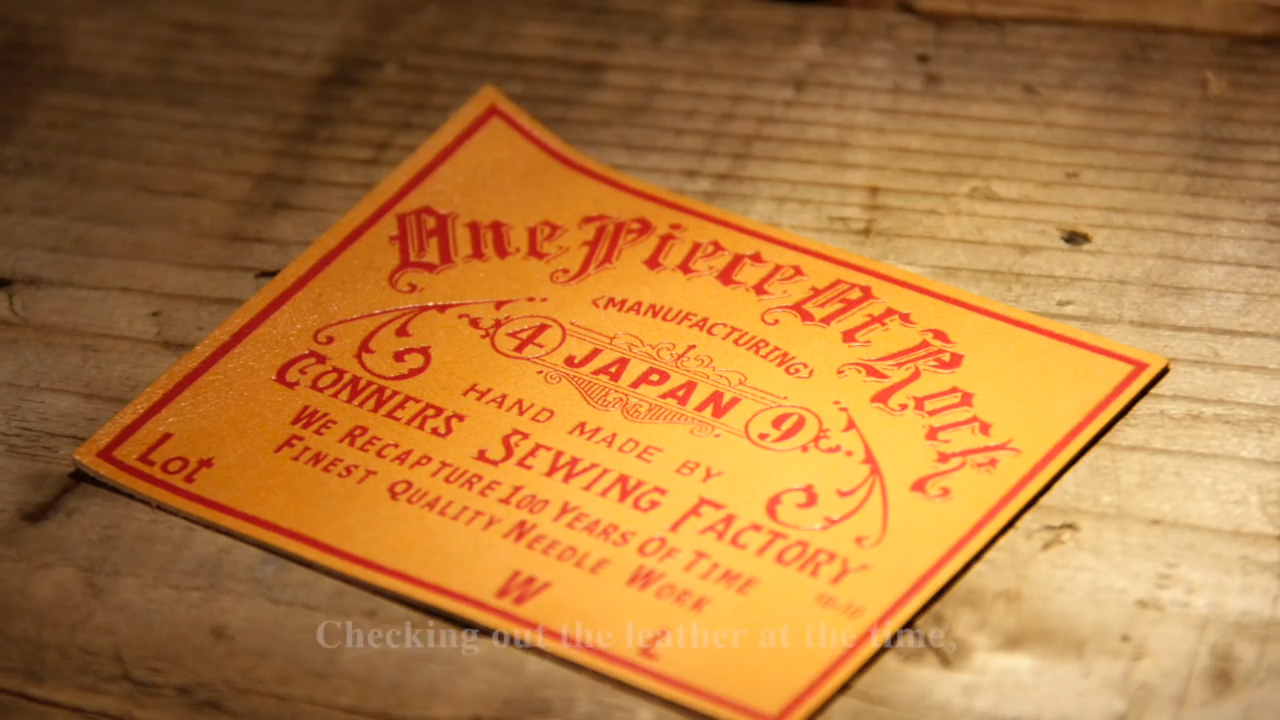 One Piece Of Rock
<MANUFACTURING>
4 JAPAN 9
HAND MADE BY
CONNERS SEWING FACTORY
WE RECAPTURE 100 YEARS OF TIME
FINEST QUALITY NEEDLE WORK
Lot
W
L
Checking out the leather at the time,